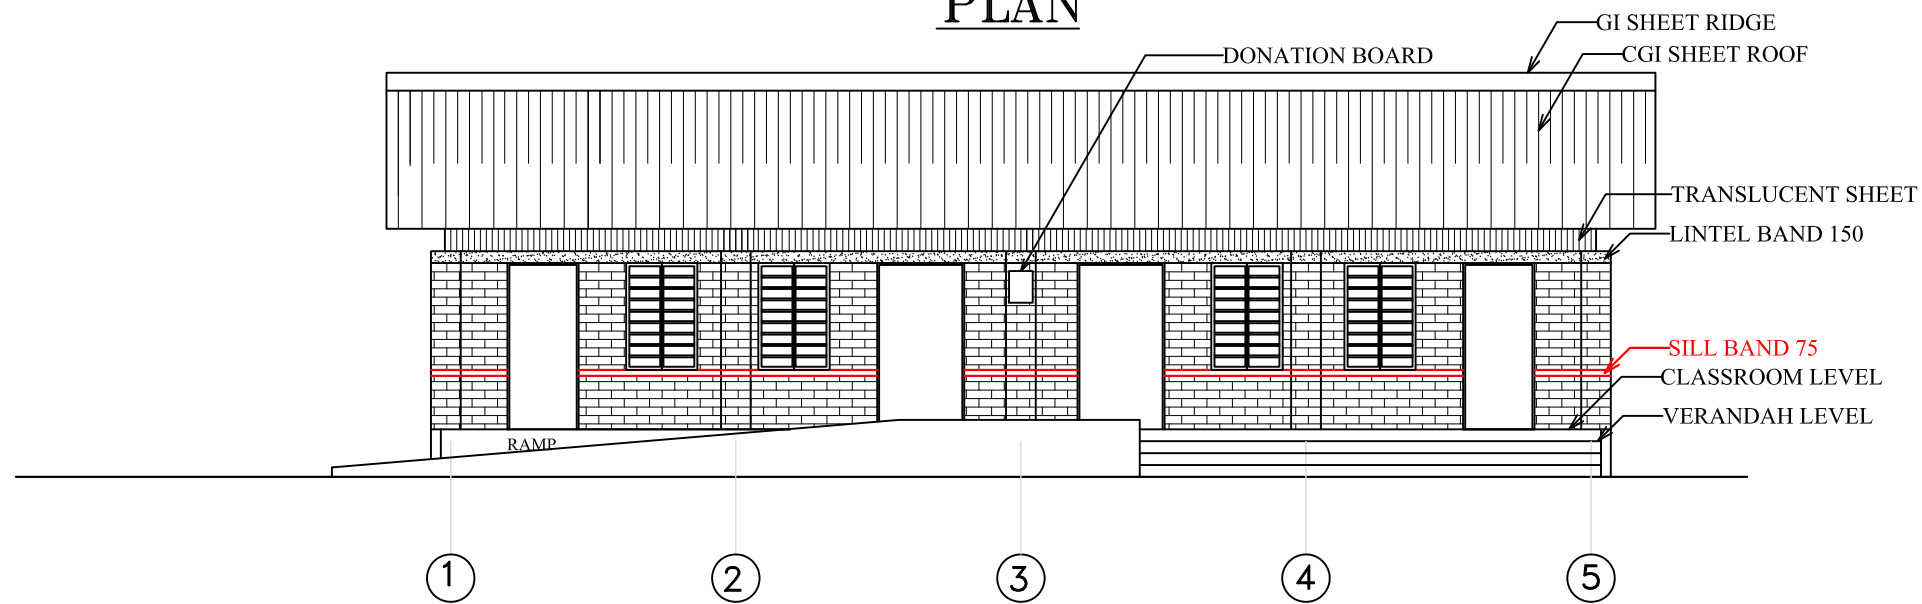 PLAN
GI SHEET RIDGE
DONATION BOARD
CGI SHEET ROOF
TRANSLUCENT SHEET
LINTEL BAND 150
SILL BAND 75
CLASSROOM LEVEL
VERANDAH LEVEL
RAMP
1 2 3 4 5